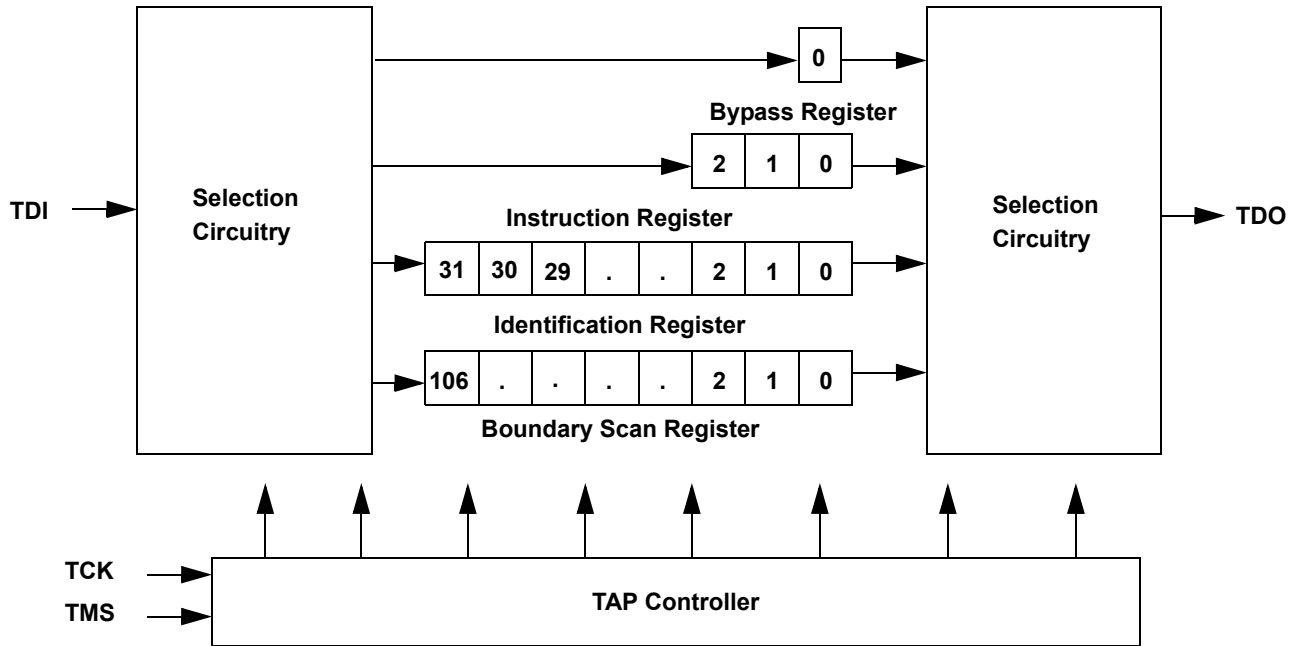 0
Bypass Register
2 1 0
Selection
Circuitry
Selection
Circuitry
TDI
TDO
Instruction Register
31 30 29 . . 2 1 0
Identification Register
106 . . . . 2 1 0
Boundary Scan Register
TCK
TMS
TAP Controller